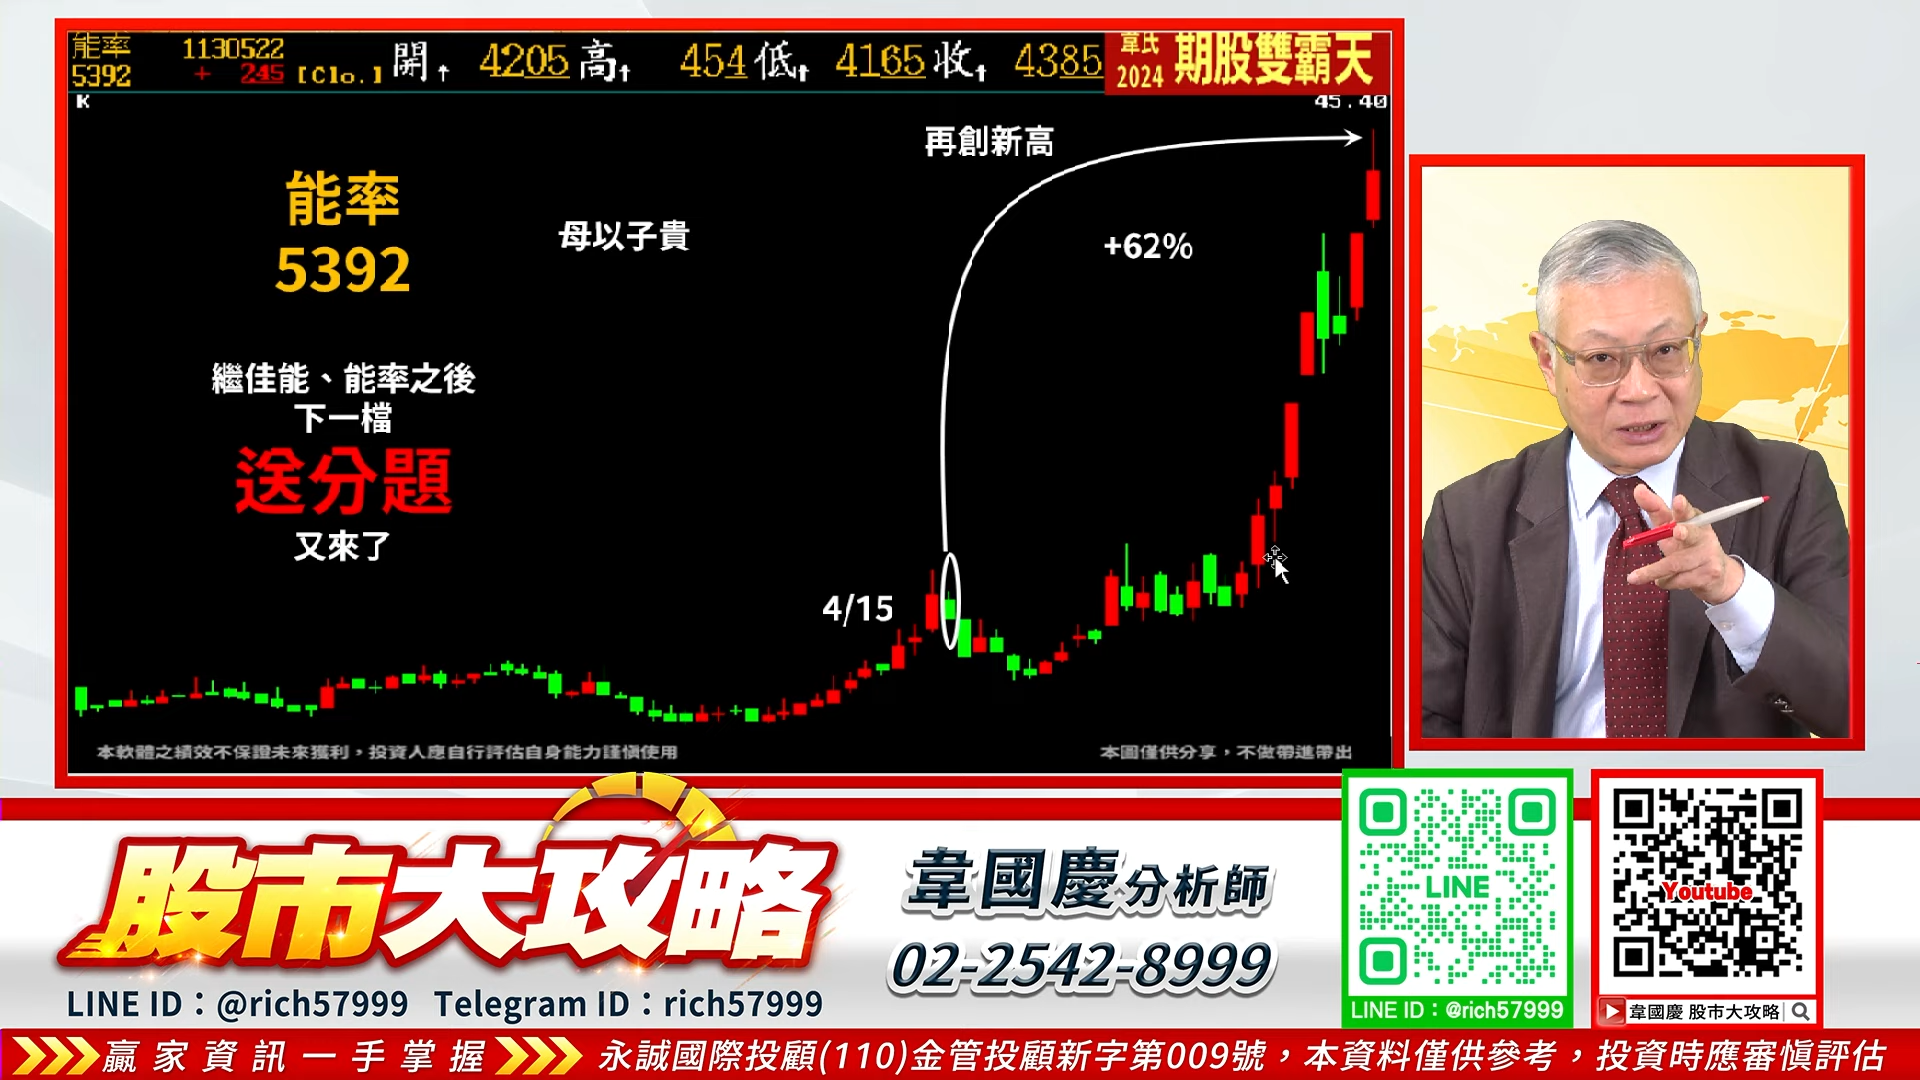 能率 1130522 開↑ 4205 高↑ 454 低↑ 4165 收↑ 4385 韋氏 期股雙霸天
5392 + 245 [Clo.] 2024
K 45.40
再創新高
能率
5392
母以子貴
+62%
繼佳能、能率之後
下一檔
送分題
又來了
4/15
本軟體之績效不保證未來獲利，投資人應自行評估自身能力謹慎使用
本圖僅供分享，不做帶進帶出
股市大攻略
韋國慶分析師
02-2542-8999
LINE ID：@rich57999 Telegram ID：rich57999
LINE
LINE ID：@rich57999
Youtube
韋國慶 股市大攻略
贏家資訊一手掌握
永誠國際投顧(110)金管投顧新字第009號，本資料僅供參考，投資時應審慎評估